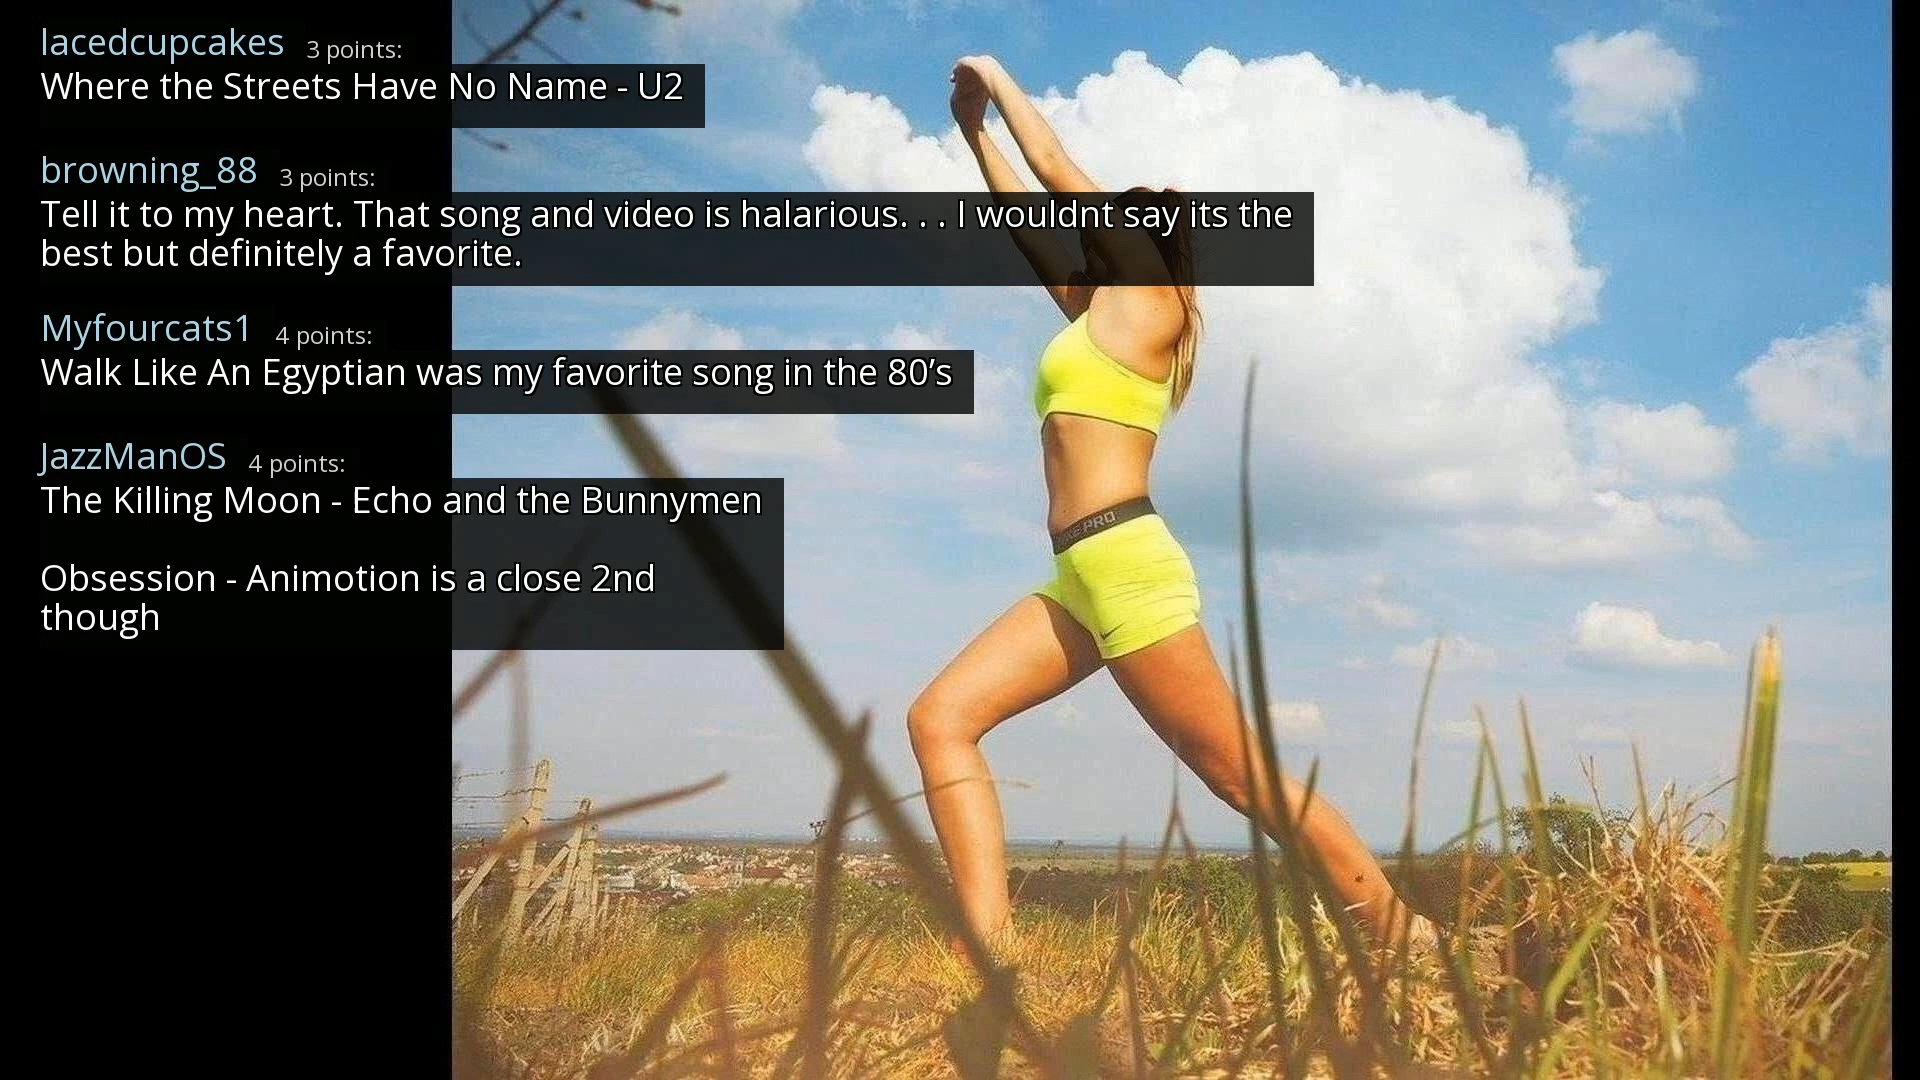 lacedcupcakes 3 points:
Where the Streets Have No Name - U2
browning_88 3 points:
Tell it to my heart. That song and video is halarious. . . I wouldnt say its the
best but definitely a favorite.
Myfourcats1 4 points:
Walk Like An Egyptian was my favorite song in the 80’s
JazzManOS 4 points:
The Killing Moon - Echo and the Bunnymen
Obsession - Animotion is a close 2nd
though
PRO